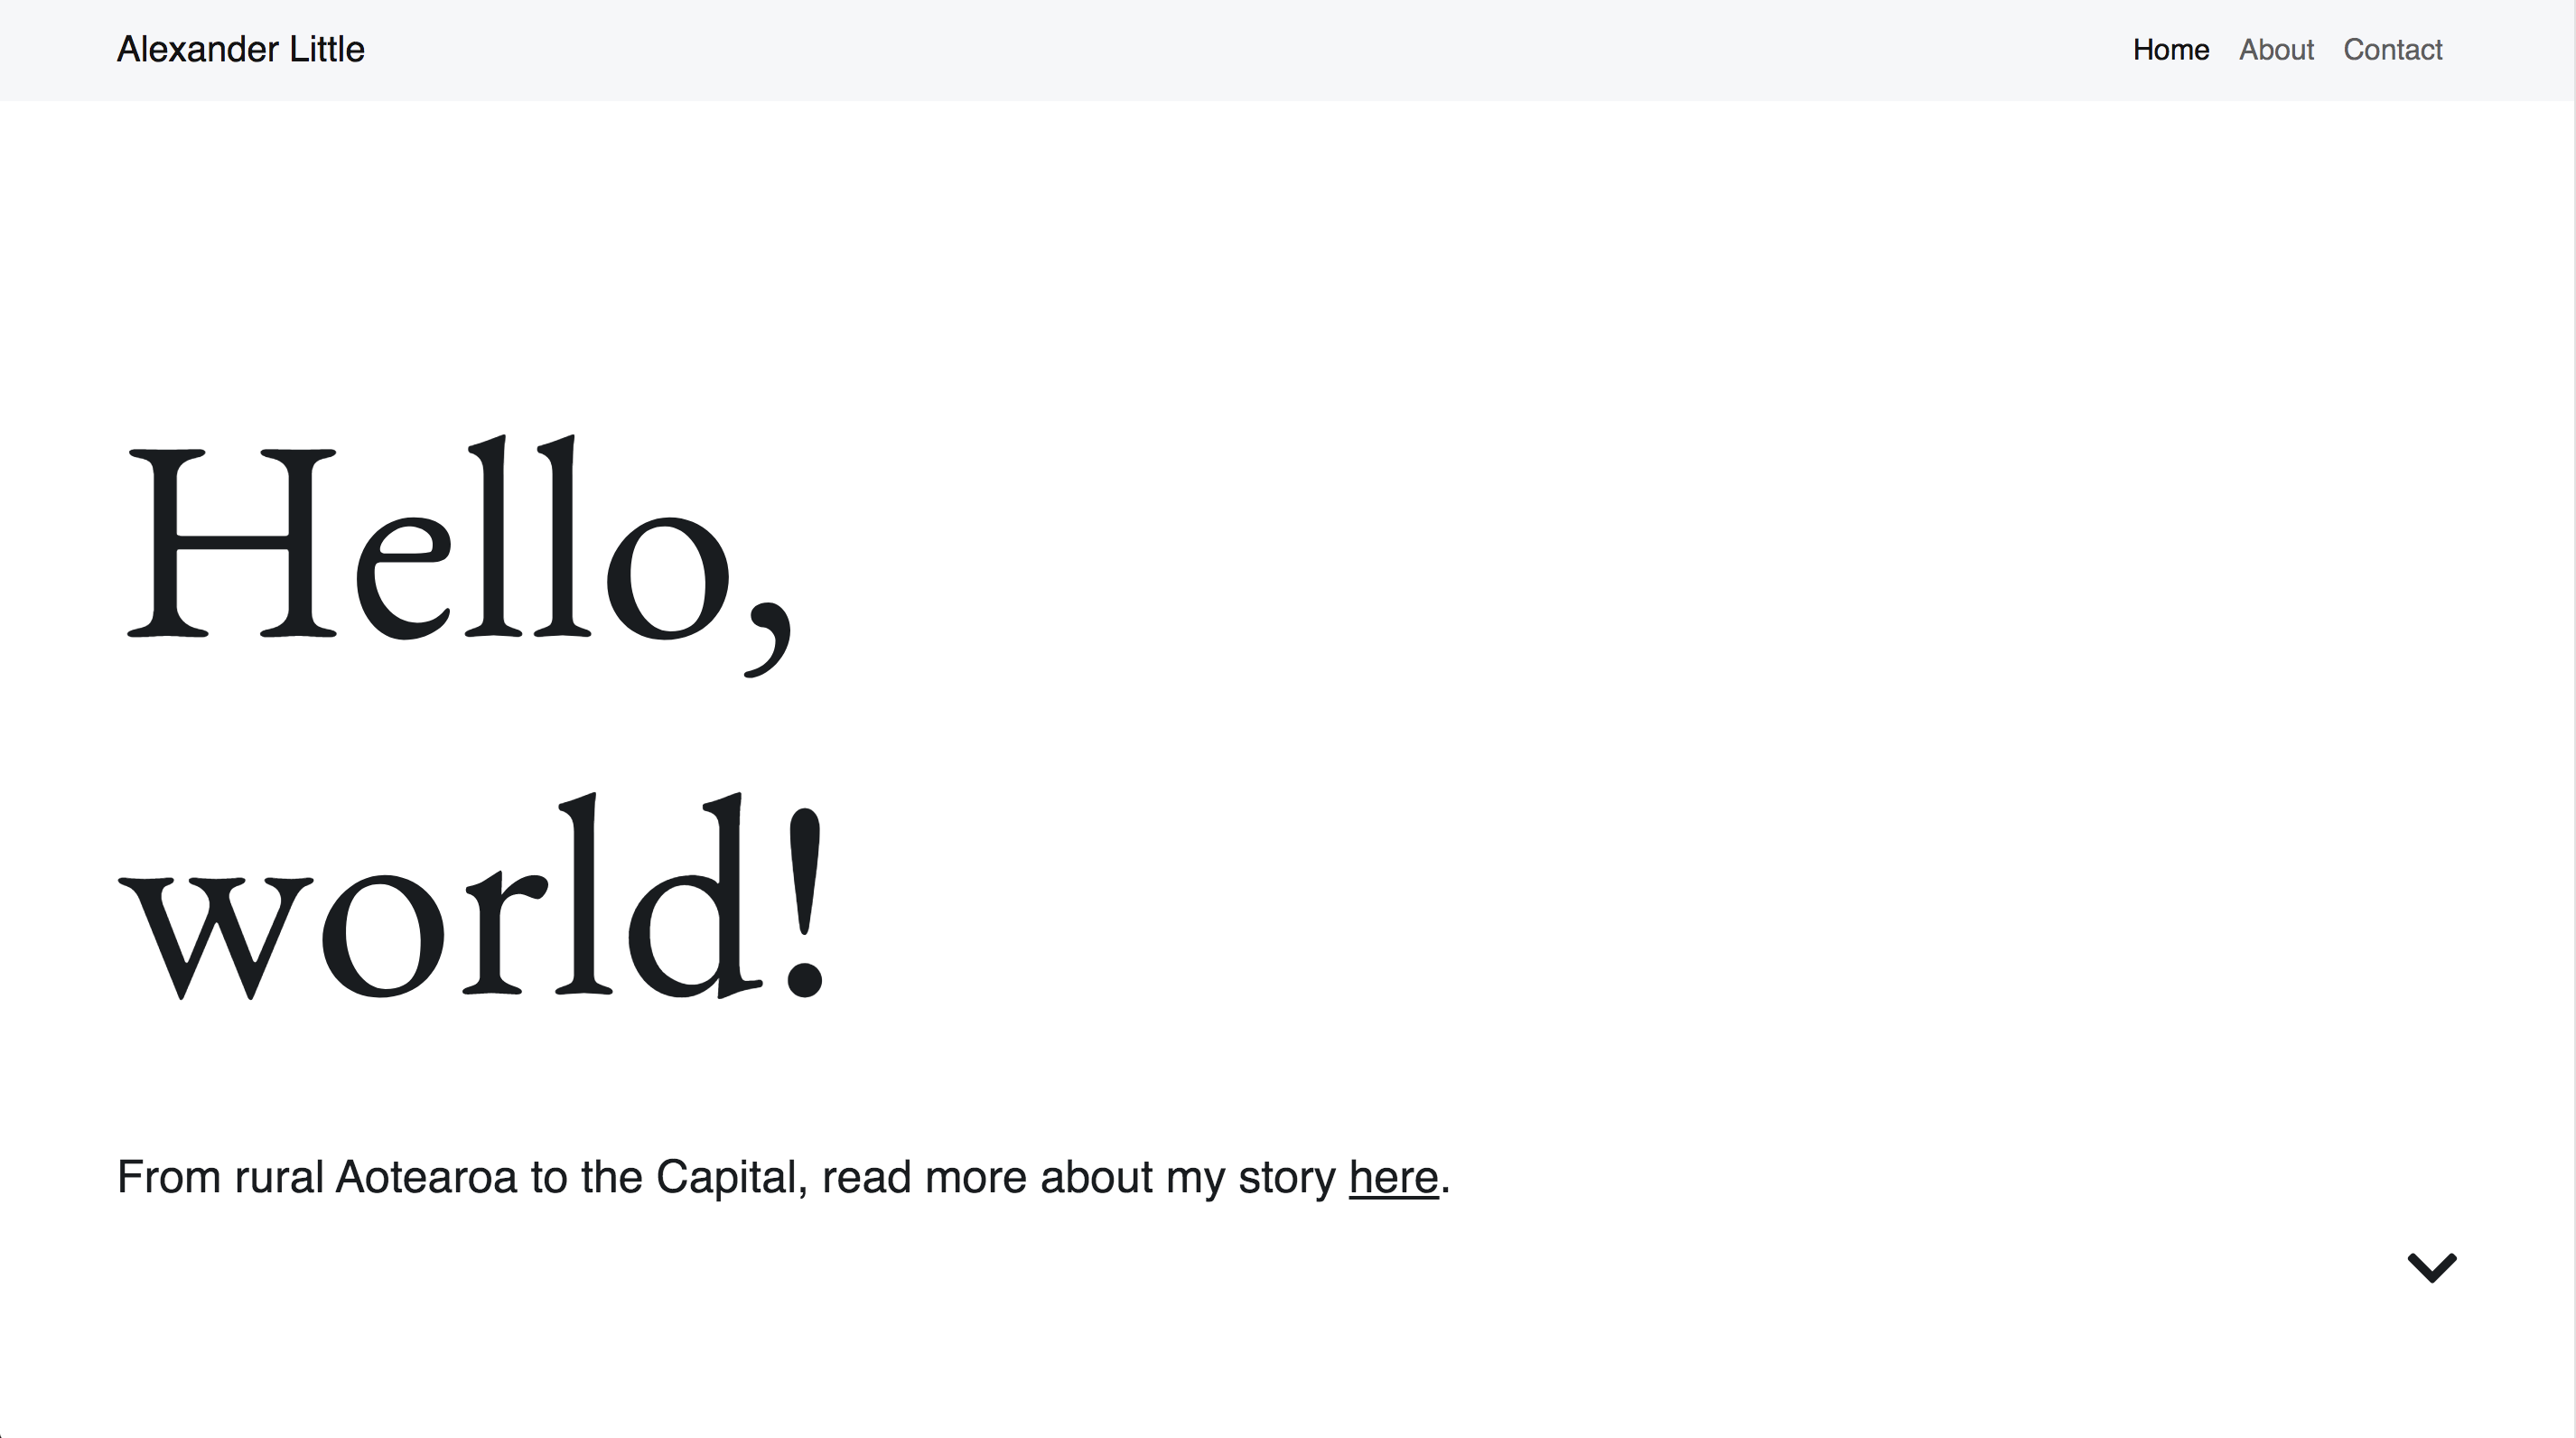 Alexander Little
Home About Contact
Hello,
world!
From rural Aotearoa to the Capital, read more about my story here.